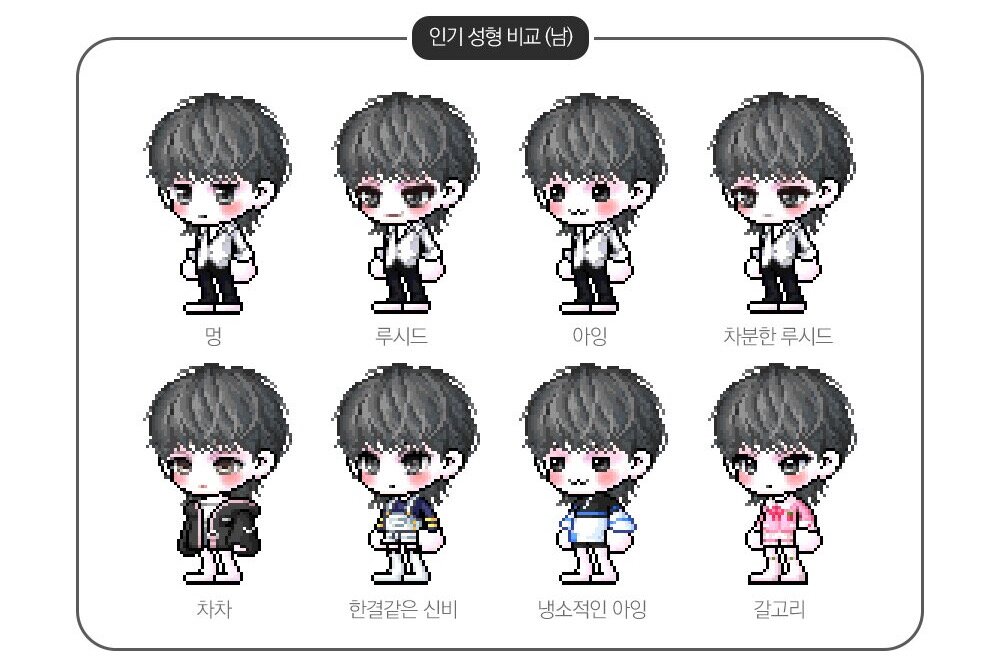 인기 성형 비교 (남)
멍
루시드
아잉
차분한 루시드
차차
한결같은 신비
냉소적인 아잉
갈고리